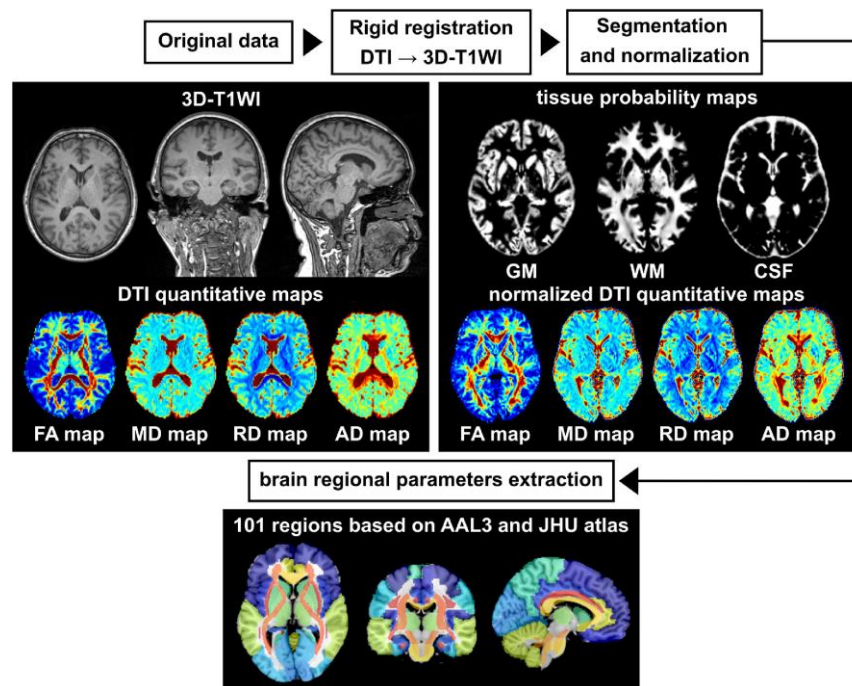 Original data
Rigid registration
DTI → 3D-T1WI
Segmentation
and normalization
3D-T1WI
DTI quantitative maps
FA map
MD map
RD map
AD map
tissue probability maps
GM
WM
CSF
normalized DTI quantitative maps
FA map
MD map
RD map
AD map
brain regional parameters extraction
101 regions based on AAL3 and JHU atlas